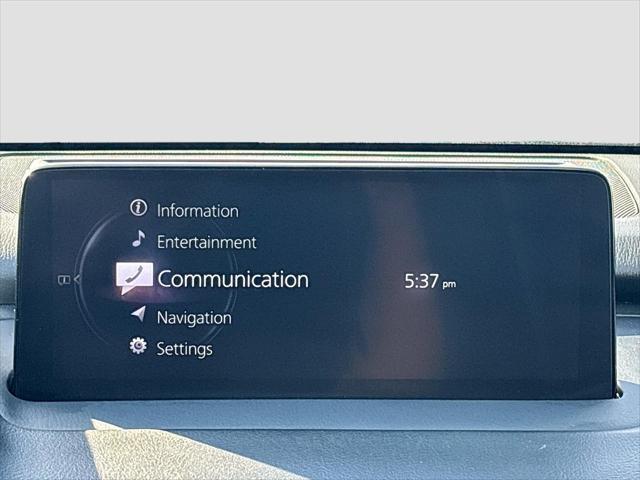 Information
Entertainment
Communication
5:37 pm
Navigation
Settings